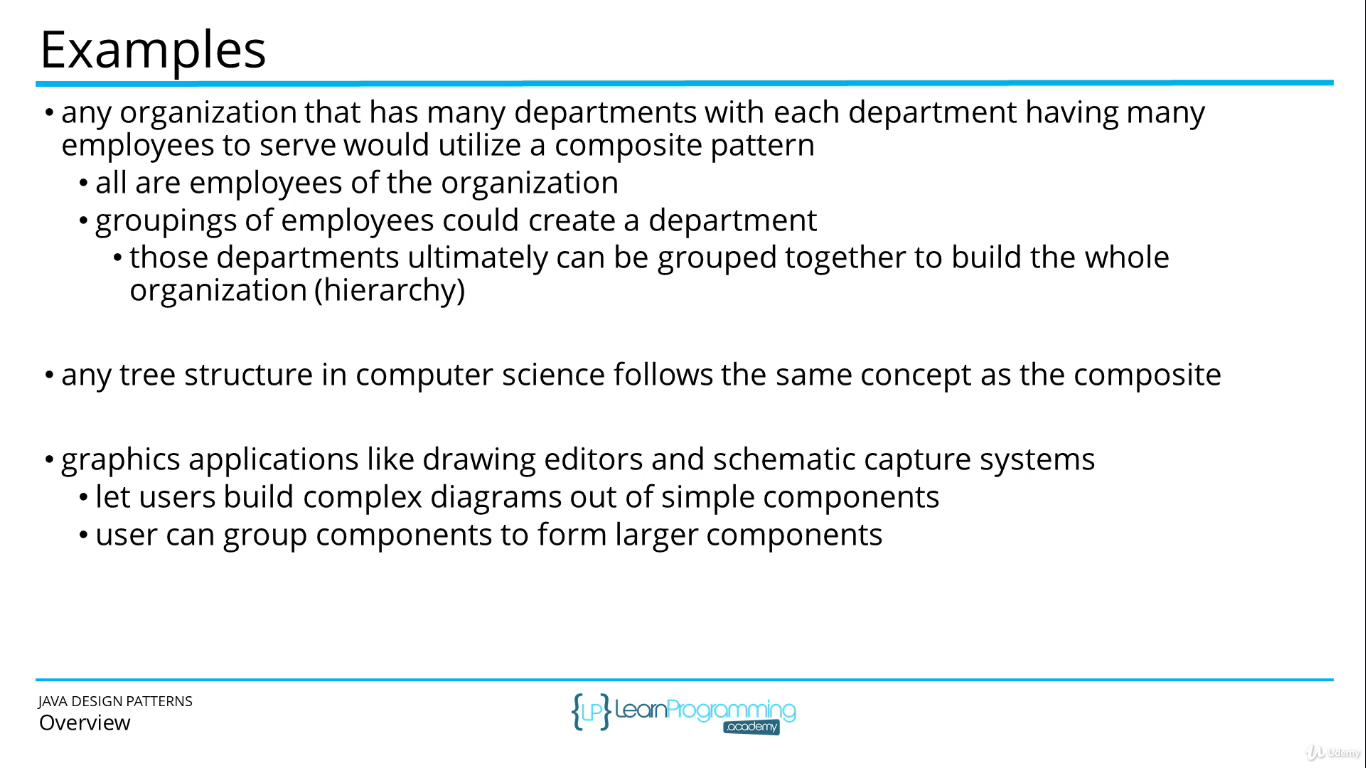 Examples
• any organization that has many departments with each department having many
employees to serve would utilize a composite pattern
• all are employees of the organization
• groupings of employees could create a department
• those departments ultimately can be grouped together to build the whole
organization (hierarchy)
• any tree structure in computer science follows the same concept as the composite
• graphics applications like drawing editors and schematic capture systems
• let users build complex diagrams out of simple components
• user can group components to form larger components
JAVA DESIGN PATTERNS
Overview
{LP} LearnProgramming
.academy
Udemy